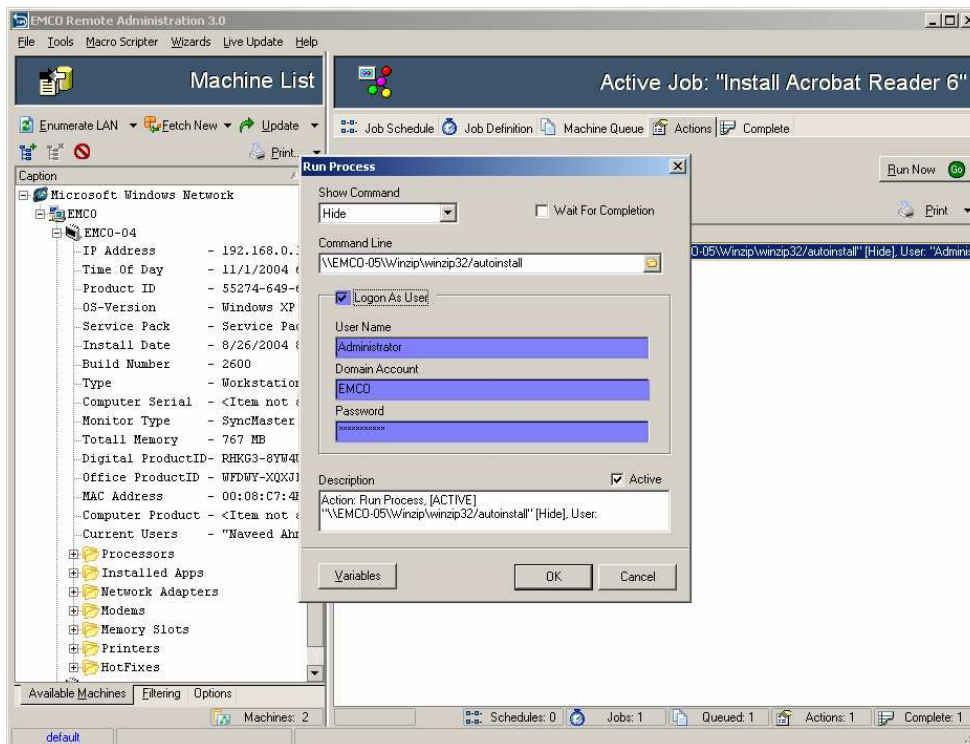 EMCO Remote Administration 3.0
File Tools Macro Scripter Wizards Live Update Help
Machine List
Active Job: "Install Acrobat Reader 6"
Enumerate LAN Fetch New Update
Print...
Job Schedule Job Definition Machine Queue Actions Complete
Run Now Go
Print
Caption
Microsoft Windows Network
EMCO
EMCO-04
IP Address - 192.168.0.
Time Of Day - 11/1/2004
Product ID - 55274-649-
OS-Version - Windows XP
Service Pack - Service Pac
Install Date - 8/26/2004
Build Number - 2600
Type - Workstation
Computer Serial - <Item not
Monitor Type - SyncMaster
Totall Memory - 767 MB
Digital ProductID- RHKG3-8YW4
Office ProductID - WFDWY-XQXJ
MAC Address - 00:08:C7:4
Computer Product - <Item not
Current Users - "Naveed Ah
Processors
Installed Apps
Network Adapters
Modems
Memory Slots
Printers
HotFixes
Available Machines Filtering Options
Machines: 2
default
Run Process
Show Command
Hide
Wait For Completion
Command Line
\\EMCO-05\Winzip\winzip32/autoinstall
Logon As User
User Name
Administrator
Domain Account
EMCO
Password
***********
Description
Active
Action: Run Process, [ACTIVE]
"\\EMCO-05\Winzip\winzip32/autoinstall" [Hide], User:
Variables OK Cancel
O-05\Winzip\winzip32/autoinstall" [Hide], User: "Adminis
Schedules: 0 Jobs: 1 Queued: 1 Actions: 1 Complete: 1